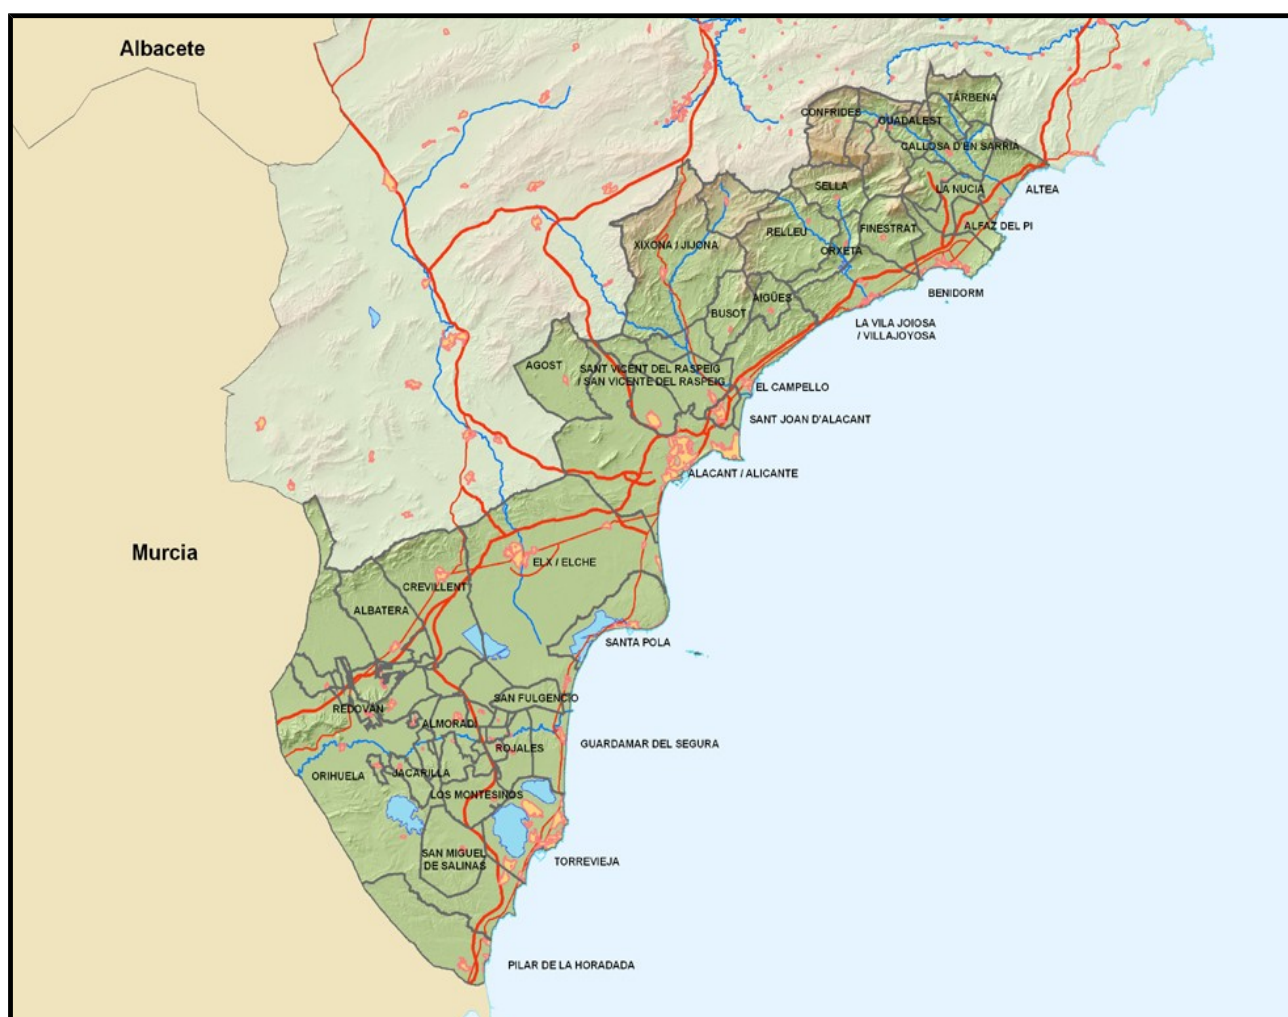 Albacete
TÀRBENA
CONFRIDES
GUADALEST
CALLOSA D'EN SARRIÀ
SELLA
LA NUCIA
ALTEA
RELLEU
FINESTRAT
ALFAZ DEL PI
XIXONA / JIJONA
ORXETA
BENIDORM
AIGÜES
BUSOT
LA VILA JOIOSA
/ VILLAJOYOSA
AGOST
SANT VICENT DEL RASPEIG
/ SAN VICENTE DEL RASPEIG
EL CAMPELLO
SANT JOAN D'ALACANT
ALACANT / ALICANTE
Murcia
ELX / ELCHE
CREVILLENT
ALBATERA
SANTA POLA
SAN FULGENCIO
REDOVÁN
ALMORADÍ
GUARDAMAR DEL SEGURA
ROJALES
ORIHUELA
JACARILLA
LOS MONTESINOS
SAN MIGUEL
DE SALINAS
TORREVIEJA
PILAR DE LA HORADADA